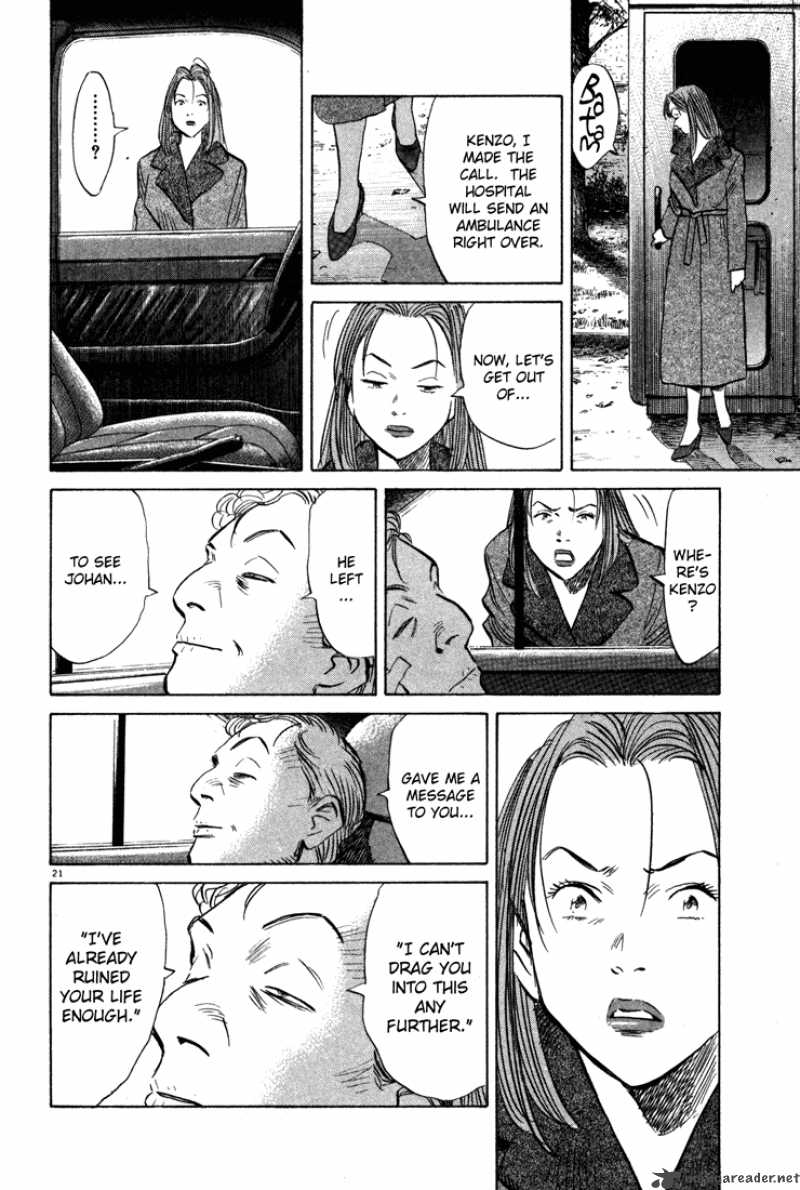 KENZO, I
MADE THE
CALL. THE
HOSPITAL
WILL SEND AN
AMBULANCE
RIGHT OVER.
NOW, LET'S
GET OUT
OF...
.........?
WHE-
RE'S
KENZO
?
HE
LEFT
...
TO SEE
JOHAN...
GAVE ME A
MESSAGE
TO YOU...
"I CAN'T
DRAG YOU
INTO THIS
ANY
FURTHER."
"I'VE
ALREADY
RUINED
YOUR LIFE
ENOUGH."
21